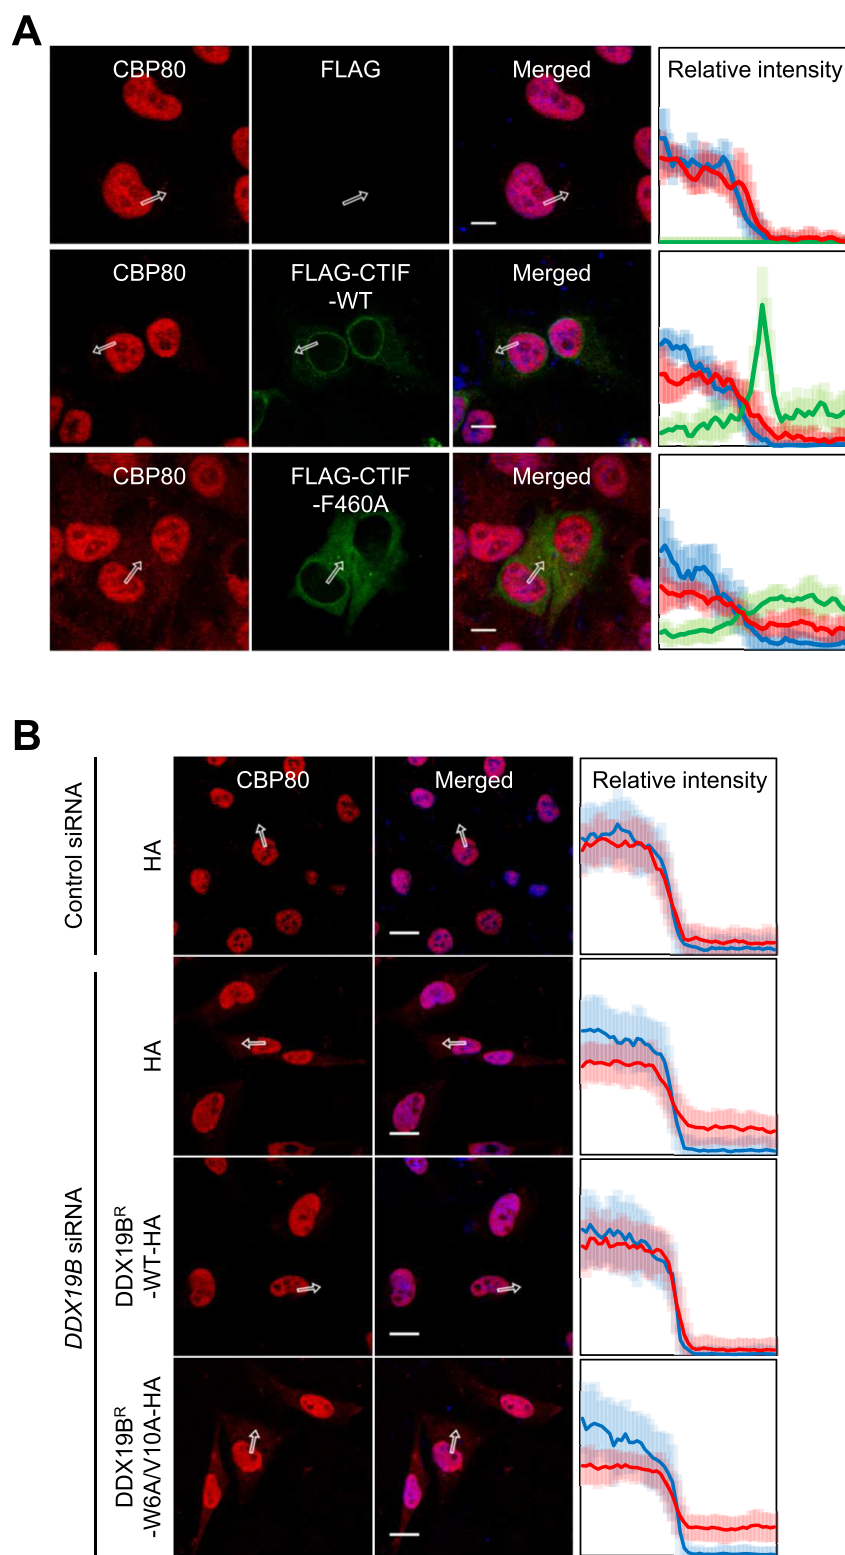 A
CBP80
FLAG
Merged
Relative intensity
CBP80
FLAG-CTIF
-WT
Merged
CBP80
FLAG-CTIF
-F460A
Merged
B
Control siRNA
HA
CBP80
Merged
Relative intensity
DDX19B siRNA
HA
DDX19Bᴿ
-WT-HA
DDX19Bᴿ
-W6A/V10A-HA